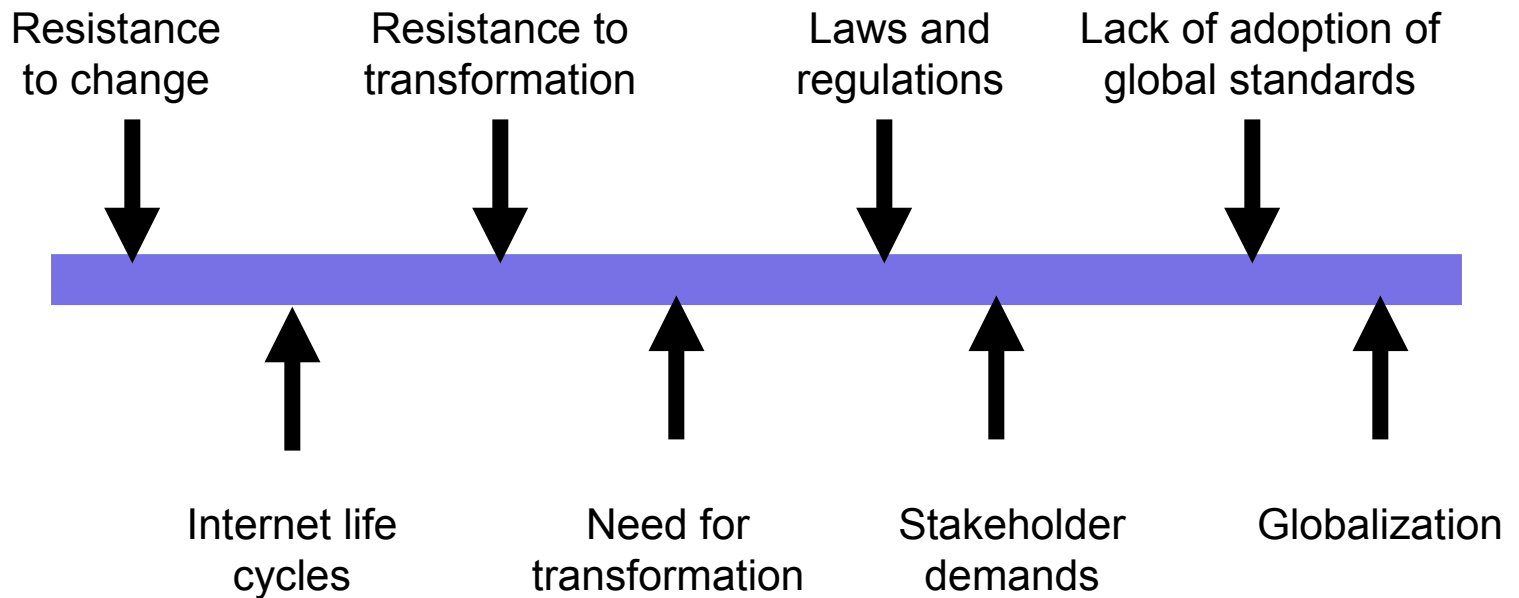 Resistance
to change
Resistance to
transformation
Laws and
regulations
Lack of adoption of
global standards
Internet life
cycles
Need for
transformation
Stakeholder
demands
Globalization